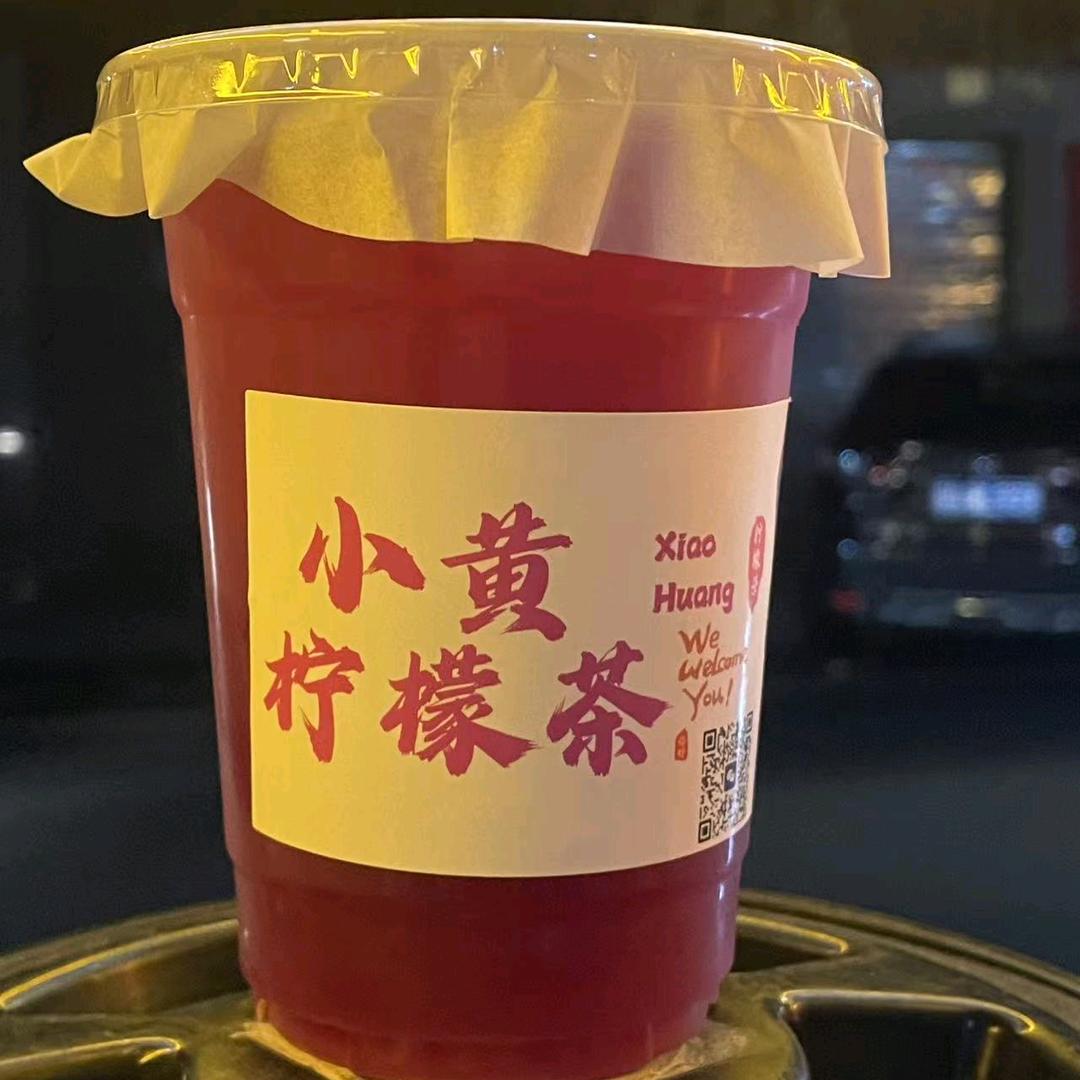 小黄
柠檬茶
Xiao
Huang
We
Welcome
You!